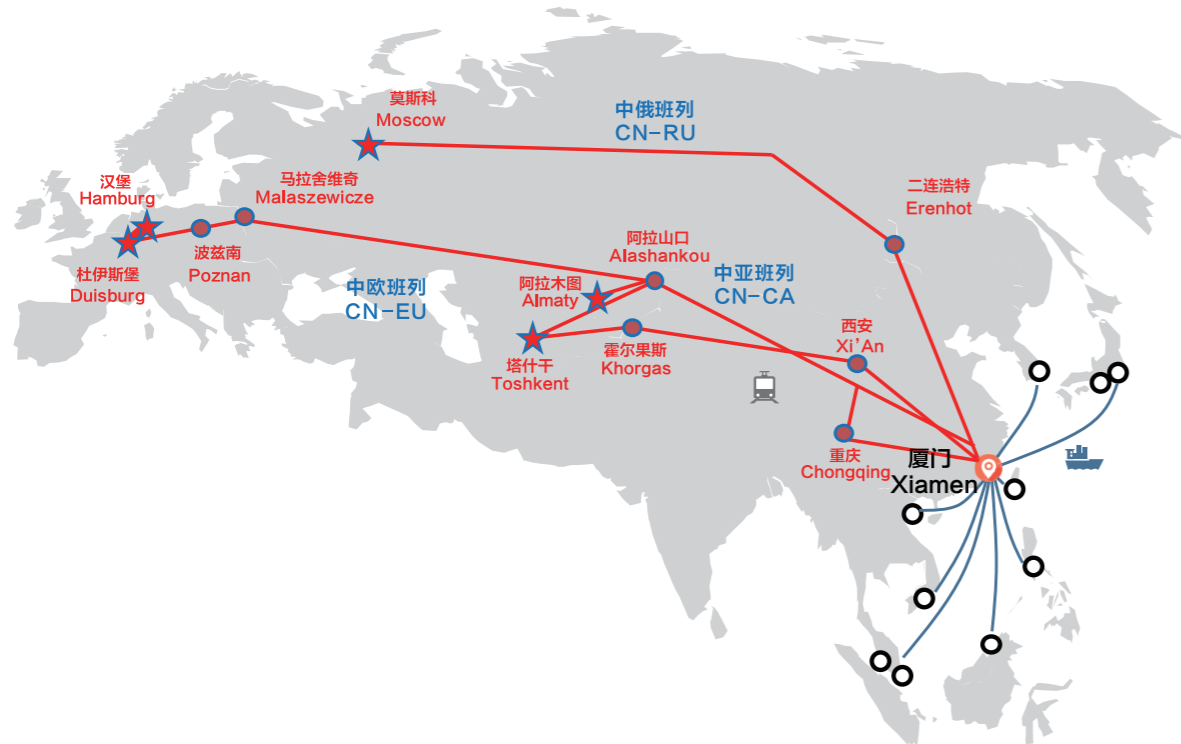 莫斯科
Moscow
中俄班列
CN-RU
汉堡
Hamburg
马拉舍维奇
Malaszewicze
二连浩特
Erenhot
杜伊斯堡
Duisburg
波兹南
Poznan
中欧班列
CN-EU
阿拉木图
Almaty
阿拉山口
Alashankou
中亚班列
CN-CA
塔什干
Toshkent
霍尔果斯
Khorgas
西安
Xi'An
重庆
Chongqing
厦门
Xiamen